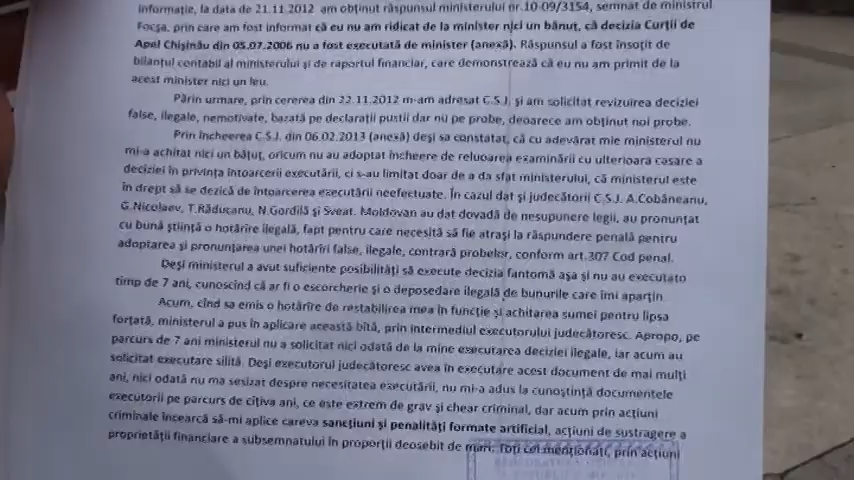 informație, la data de 21.11.2012 am obținut răspunsul ministerului nr.10-09/3154, semnat de ministrul
Focșa, prin care am fost informat că eu nu am ridicat de la minister nici un bănuț, că decizia Curții de
Apel Chișinău din 05.07.2006 nu a fost executată de minister (anexă). Răspunsul a fost însoțit de
bilanțul contabil al ministerului și de raportul financiar, care demonstrează că eu nu am primit de la
acest minister nici un leu.
Părin urmare, prin cererea din 22.11.2012 m-am adresat C.S.J. și am solicitat revizuirea deciziei
false, ilegale, nemotivate, bazată pe declarații pustii dar nu pe probe, deoarece am obținut noi probe.
Prin încheerea C.S.J. din 06.02.2013 (anexă) deși sa constatat, că cu adevărat mie ministerul nu
mi-a achitat nici un bățuț, oricum nu au adoptat încheere de reluoarea examinării cu ulterioara casare a
deciziei în privința întoarcerii executării, ci s-au limitat doar de a da sfat ministerului, că ministerul este
în drept să se dezică de întoarcerea executării neefectuate. În cazul dat și judecătorii C.S.J. A.Cobăneanu,
G.Nicolaev, T.Răducanu, N.Gordilă și Sveat. Moldovan au dat dovadă de nesupunere legii, au pronunțat
cu bună știință o hotărîre ilegală, fapt pentru care necesită să fie atrași la răspundere penală pentru
adoptarea și pronunțarea unei hotărîri false, ilegale, contrară probelor, conform art.307 Cod penal.
Deși ministerul a avut suficiente posibilități să execute decizia fantomă așa și nu au executato
timp de 7 ani, cunoscînd că ar fi o escorcherie și o deposedare ilegală de bunurile care îmi aparțin.
Acum, cînd sa emis o hotărîre de restabilirea mea în funcție și achitarea sumei pentru lipsa
forțată, ministerul a pus în aplicare această bîtă, prin intermediul executorului judecătoresc. Apropo, pe
parcurs de 7 ani ministerul nu a solicitat nici odată de la mine executarea deciziei ilegale, iar acum au
solicitat executare silită. Deși executorul judecătoresc avea în executare acest document de mai mulți
ani, nici odată nu ma sesizat despre necesitatea executării, nu mi-a adus la cunoștință documentele
executorii pe parcurs de cîțiva ani, ce este extrem de grav și chear criminal, dar acum prin acțiuni
criminale încearcă să-mi aplice careva sancțiuni și penalități formate artificial, acțiuni de sustragere a
proprietății financiare a subsemnatului în proporții deosebit de mari. Toți cei menționați, prin acțiuni